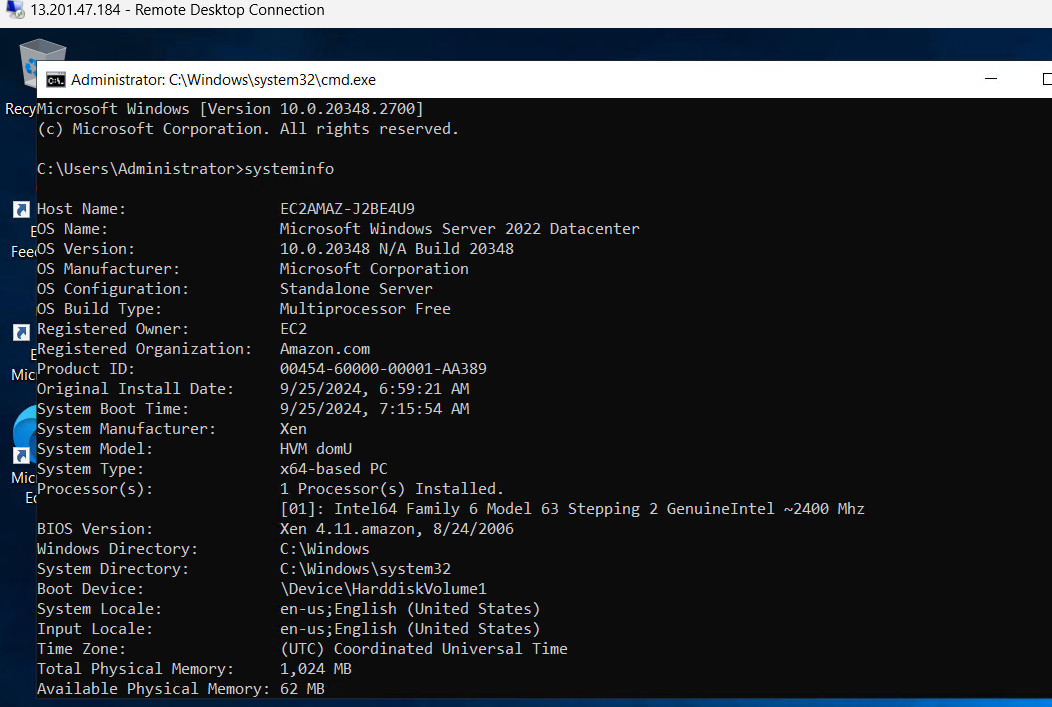 13.201.47.184 - Remote Desktop Connection
Administrator: C:\Windows\system32\cmd.exe
Recy
Microsoft Windows [Version 10.0.20348.2700]
(c) Microsoft Corporation. All rights reserved.
C:\Users\Administrator>systeminfo
Host Name: EC2AMAZ-J2BE4U9
OS Name: Microsoft Windows Server 2022 Datacenter
Fee
OS Version: 10.0.20348 N/A Build 20348
OS Manufacturer: Microsoft Corporation
OS Configuration: Standalone Server
OS Build Type: Multiprocessor Free
Registered Owner: EC2
Registered Organization: Amazon.com
Mic
Product ID: 00454-60000-00001-AA389
Original Install Date: 9/25/2024, 6:59:21 AM
System Boot Time: 9/25/2024, 7:15:54 AM
System Manufacturer: Xen
System Model: HVM domU
System Type: x64-based PC
Mic
Processor(s): 1 Processor(s) Installed.
[01]: Intel64 Family 6 Model 63 Stepping 2 GenuineIntel ~2400 Mhz
BIOS Version: Xen 4.11.amazon, 8/24/2006
Windows Directory: C:\Windows
System Directory: C:\Windows\system32
Boot Device: \Device\HarddiskVolume1
System Locale: en-us;English (United States)
Input Locale: en-us;English (United States)
Time Zone: (UTC) Coordinated Universal Time
Total Physical Memory: 1,024 MB
Available Physical Memory: 62 MB